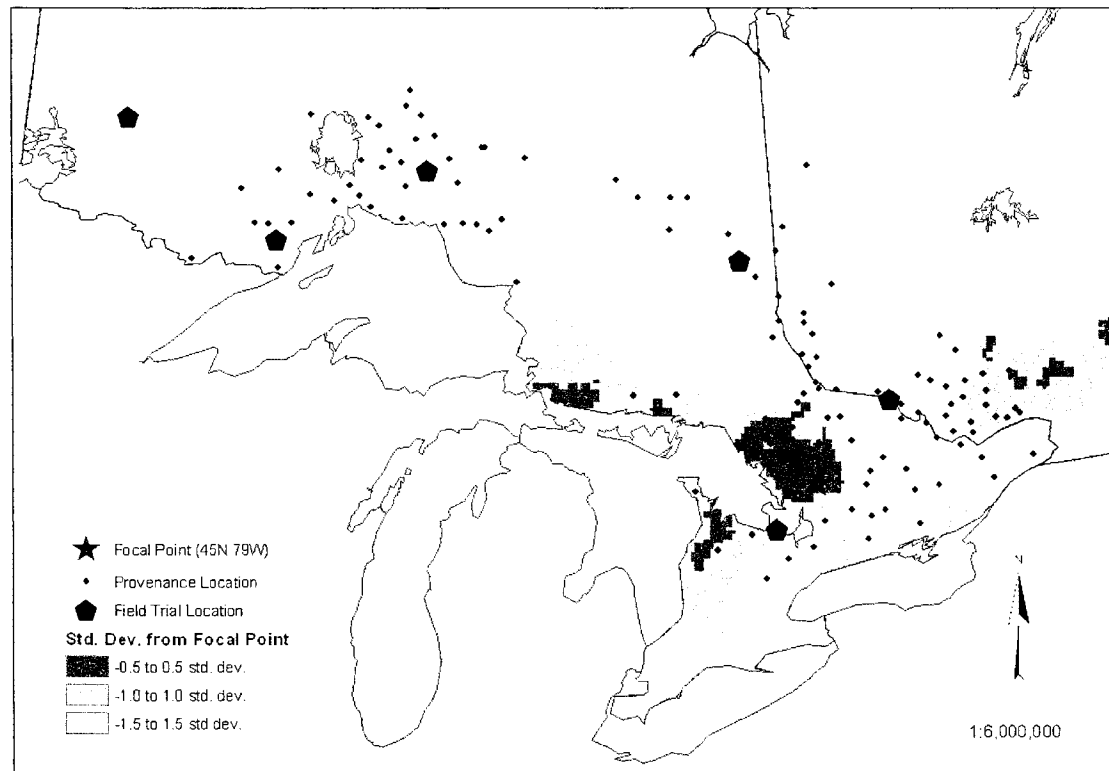 Focal Point (45N 79W)
Provenance Location
Field Trial Location
Std. Dev. from Focal Point
-0.5 to 0.5 std. dev.
-1.0 to 1.0 std. dev.
-1.5 to 1.5 std dev.
N
1:6,000,000